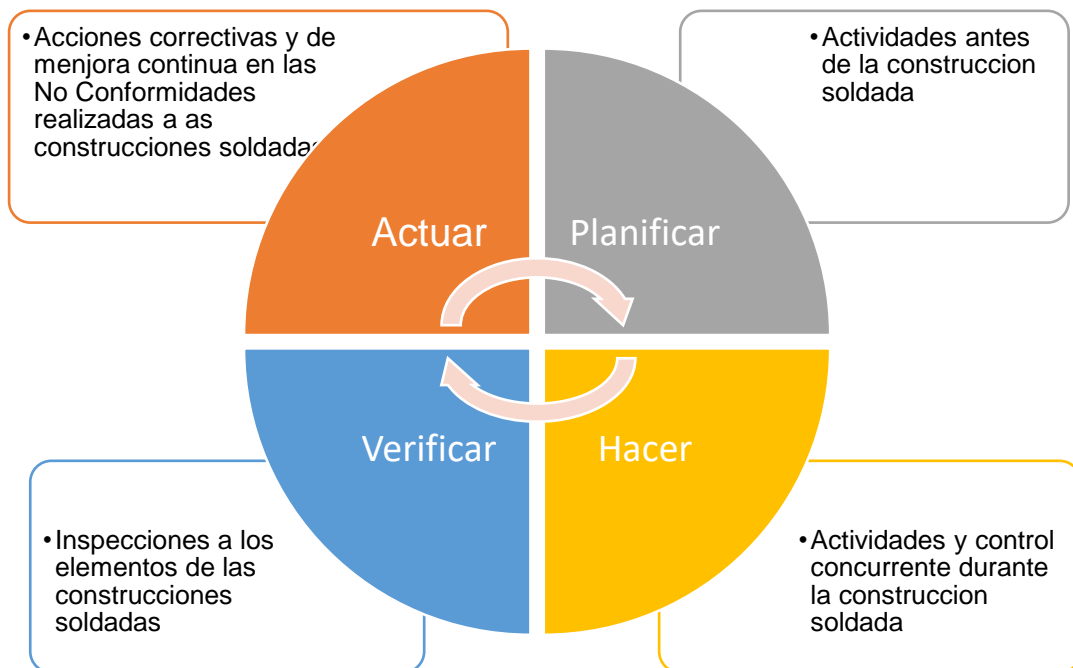 •Acciones correctivas y de
menjora continua en las
No Conformidades
realizadas a as
construcciones soldadas
•Actividades antes
de la construccion
soldada
Actuar
Planificar
Verificar
Hacer
•Inspecciones a los
elementos de las
construcciones
soldadas
•Actividades y control
concurrente durante
la construccion
soldada